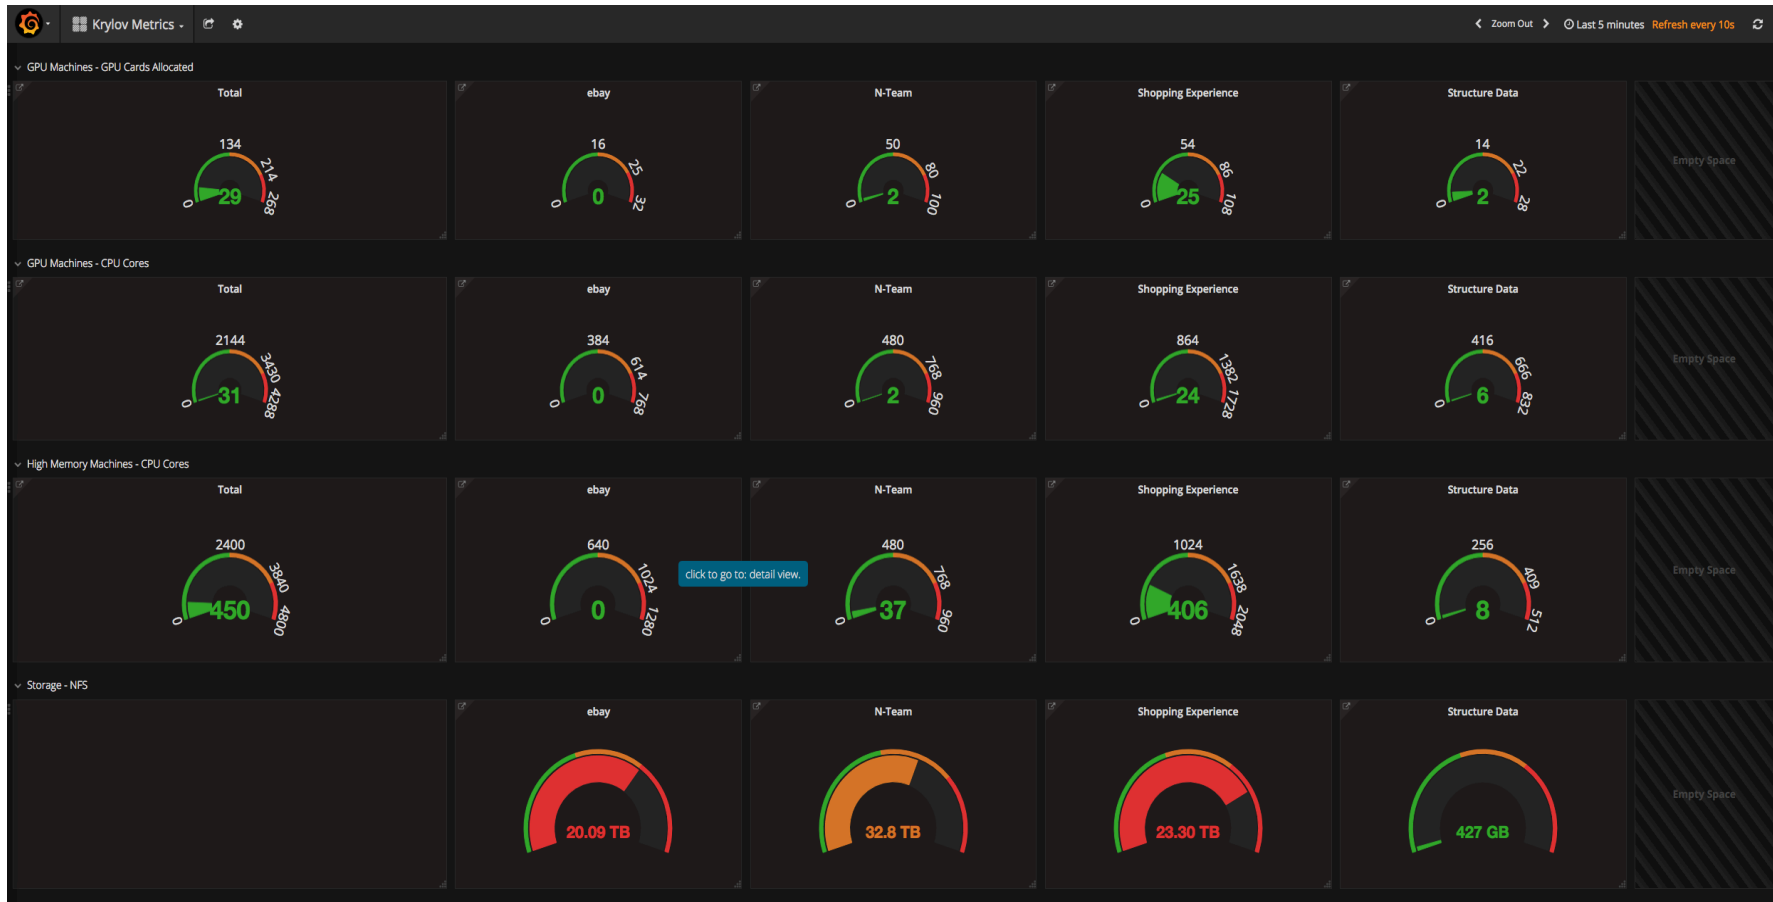 Krylov Metrics
Zoom Out
Last 5 minutes Refresh every 10s
GPU Machines - GPU Cards Allocated
Total
ebay
N-Team
Shopping Experience
Structure Data
134
214
268
0
29
16
25
32
0
0
50
80
100
0
2
54
86
108
0
25
14
22
28
0
2
Empty Space
GPU Machines - CPU Cores
Total
ebay
N-Team
Shopping Experience
Structure Data
2144
3430
4288
0
31
384
614
768
0
0
480
768
960
0
2
864
1382
1728
0
24
416
666
832
0
6
Empty Space
High Memory Machines - CPU Cores
Total
ebay
N-Team
Shopping Experience
Structure Data
2400
3840
4800
0
450
640
1024
1280
0
0
click to go to: detail view.
480
768
960
0
37
1024
1638
2048
0
406
256
409
512
0
8
Empty Space
Storage - NFS
ebay
N-Team
Shopping Experience
Structure Data
20.09 TB
32.8 TB
23.30 TB
427 GB
Empty Space